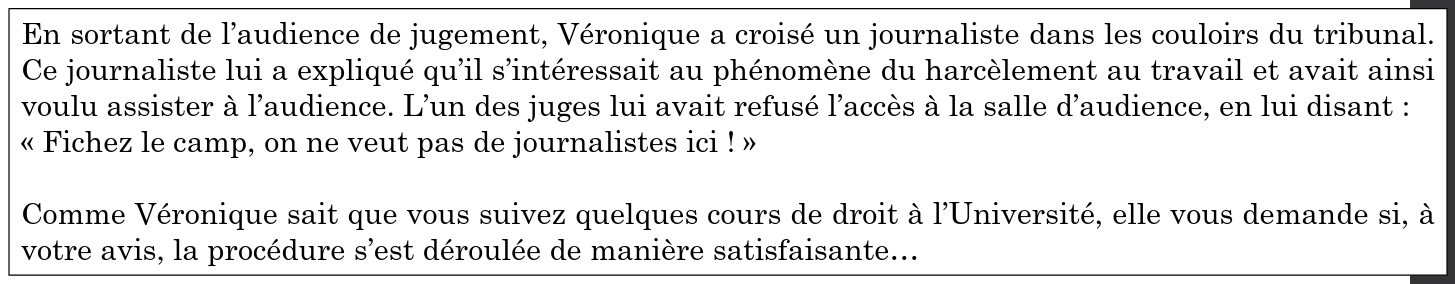 En sortant de l’audience de jugement, Véronique a croisé un journaliste dans les couloirs du tribunal.
Ce journaliste lui a expliqué qu’il s’intéressait au phénomène du harcèlement au travail et avait ainsi
voulu assister à l’audience. L’un des juges lui avait refusé l’accès à la salle d’audience, en lui disant :
« Fichez le camp, on ne veut pas de journalistes ici ! »
Comme Véronique sait que vous suivez quelques cours de droit à l’Université, elle vous demande si, à
votre avis, la procédure s’est déroulée de manière satisfaisante…